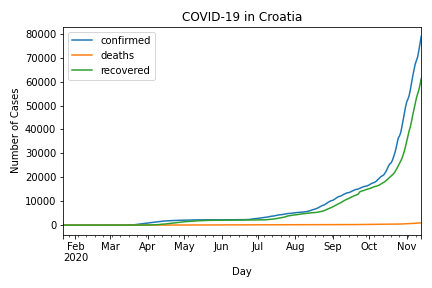 COVID-19 in Croatia
confirmed
deaths
recovered
80000
70000
60000
50000
40000
30000
20000
10000
0
Number of Cases
Feb Mar Apr May Jun Jul Aug Sep Oct Nov
2020
Day